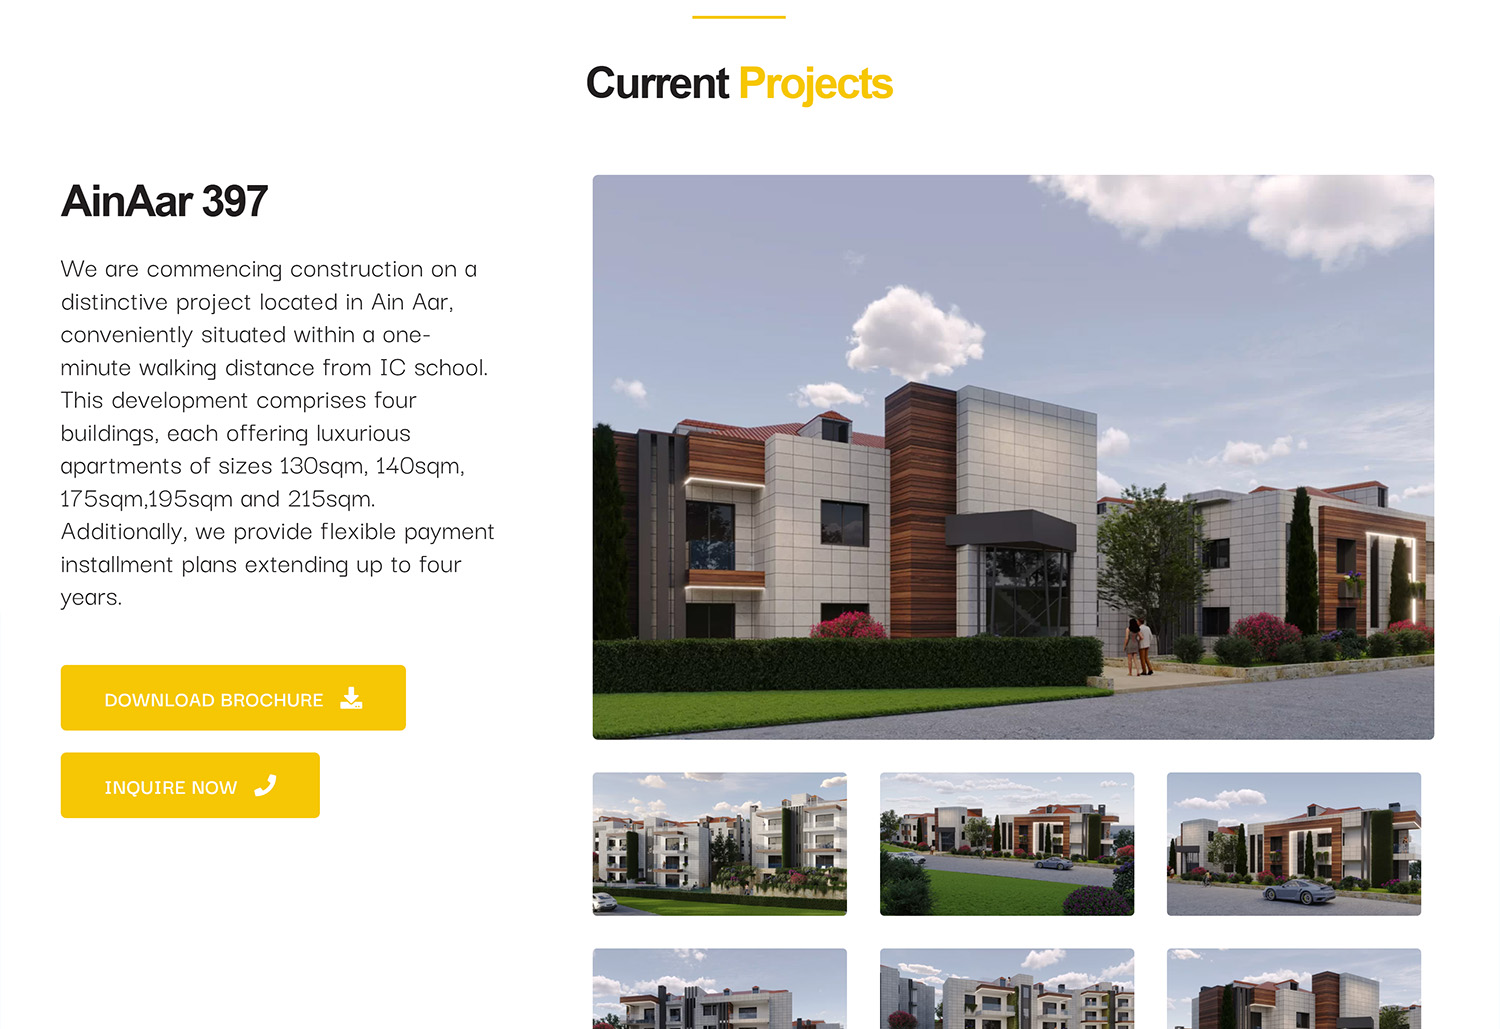 Current Projects
AinAar 397
We are commencing construction on a
distinctive project located in Ain Aar,
conveniently situated within a one-
minute walking distance from IC school.
This development comprises four
buildings, each offering luxurious
apartments of sizes 130sqm, 140sqm,
175sqm,195sqm and 215sqm.
Additionally, we provide flexible payment
installment plans extending up to four
years.
DOWNLOAD BROCHURE
INQUIRE NOW